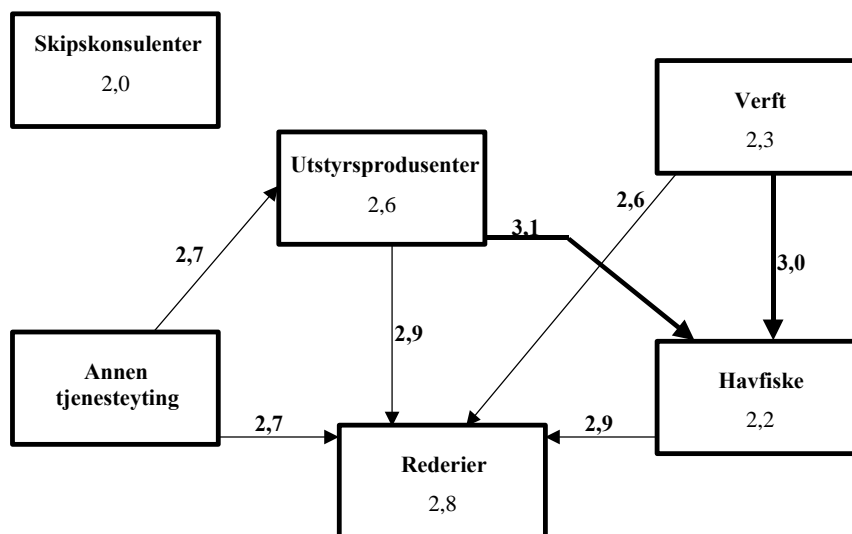 Skipskonsulenter
2,0
Verft
2,3
Utstyrsprodusenter
2,6
2,6
3,1
2,7
3,0
2,9
Annen
tjenesteyting
Havfiske
2,2
2,7
2,9
Rederier
2,8